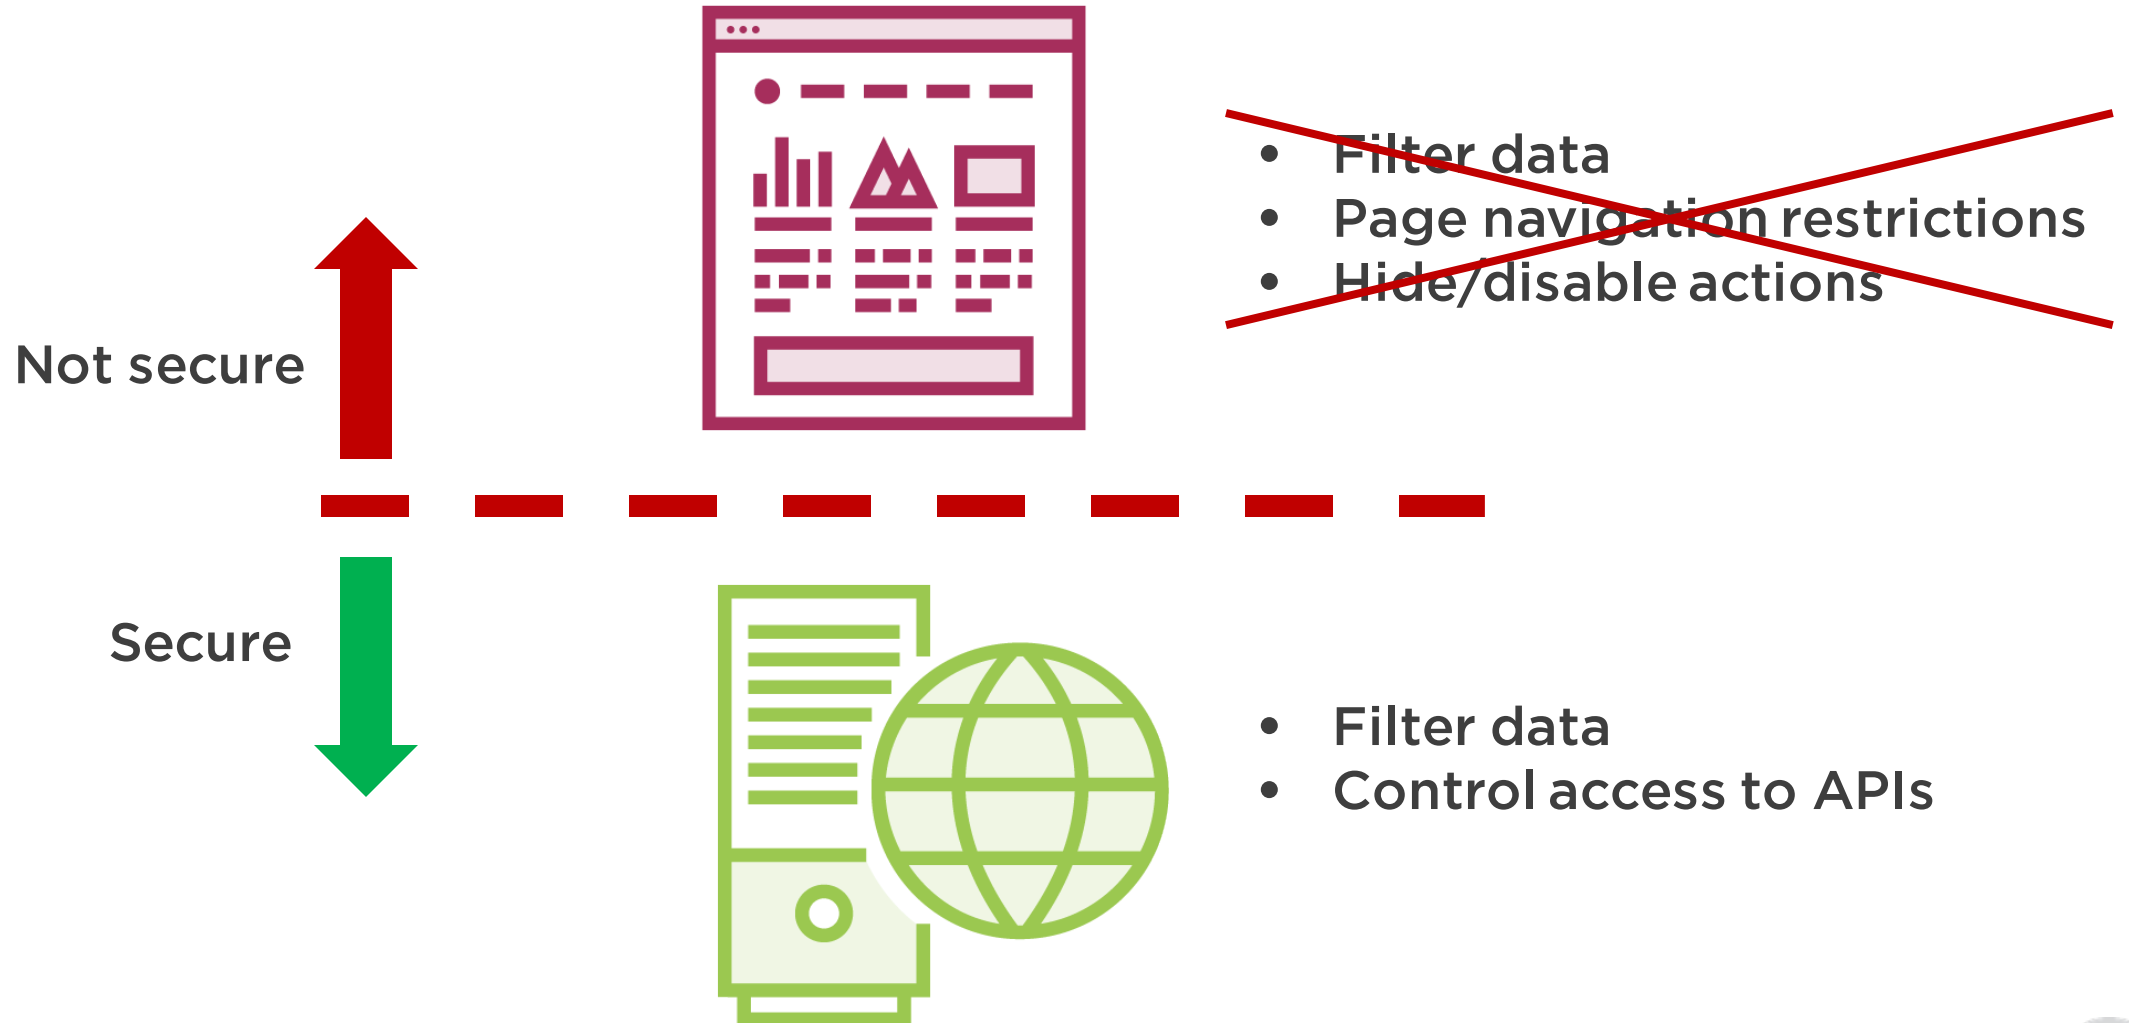 • Filter data
• Page navigation restrictions
• Hide/disable actions
Not secure
Secure
• Filter data
• Control access to APIs